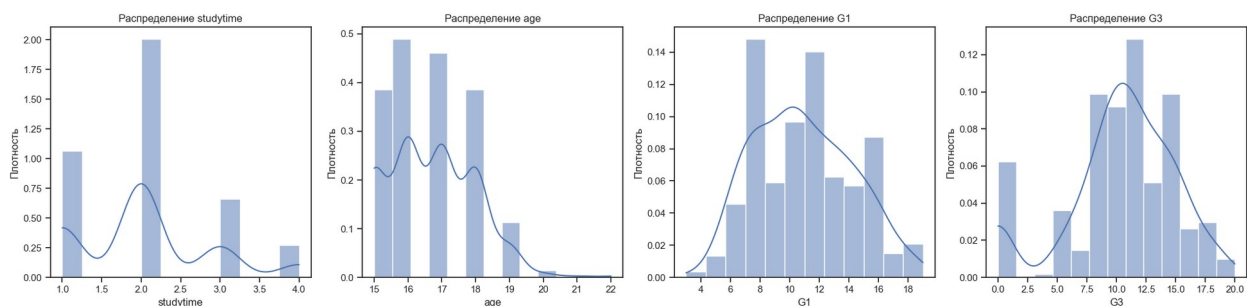 Распределение studytime
Плотность
2.00
1.75
1.50
1.25
1.00
0.75
0.50
0.25
0.00
1.0 1.5 2.0 2.5 3.0 3.5 4.0
studytime
Распределение age
Плотность
0.5
0.4
0.3
0.2
0.1
0.0
15 16 17 18 19 20 21 22
age
Распределение G1
Плотность
0.14
0.12
0.10
0.08
0.06
0.04
0.02
0.00
4 6 8 10 12 14 16 18
G1
Распределение G3
Плотность
0.12
0.10
0.08
0.06
0.04
0.02
0.00
0.0 2.5 5.0 7.5 10.0 12.5 15.0 17.5 20.0
G3